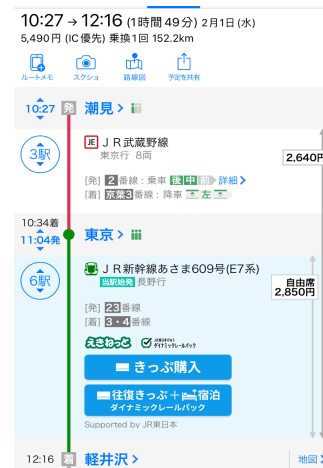 10:27 → 12:16 (1時間49分) 2月1日(水)
5,490円 (IC優先) 乗換1回 152.2km
ルートメモ スクショ 路線図 予定を共有
10:27 発 潮見
3駅
JE JR武蔵野線
東京行 8両
2,640円
[発] 2番線 : 乗車 後 中 前 詳細
[着] 京葉3番線 : 降車 左
10:34着
11:04発 東京
6駅
JR新幹線あさま609号(E7系)
当駅始発 長野行
自由席
2,850円
[発] 23番線
[着] 3・4番線
えきねっと JR東日本びゅう ダイナミックレールパック
きっぷ購入
往復きっぷ+宿泊
ダイナミックレールパック
Supported by JR東日本
12:16 着 軽井沢 地図